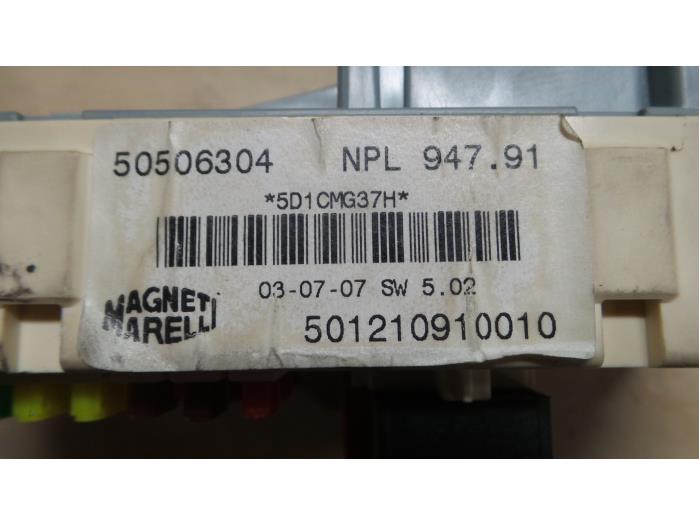 50506304 NPL 947.91
*5D1CMG37H*
03-07-07 SW 5.02
MAGNETI
MARELLI
501210910010